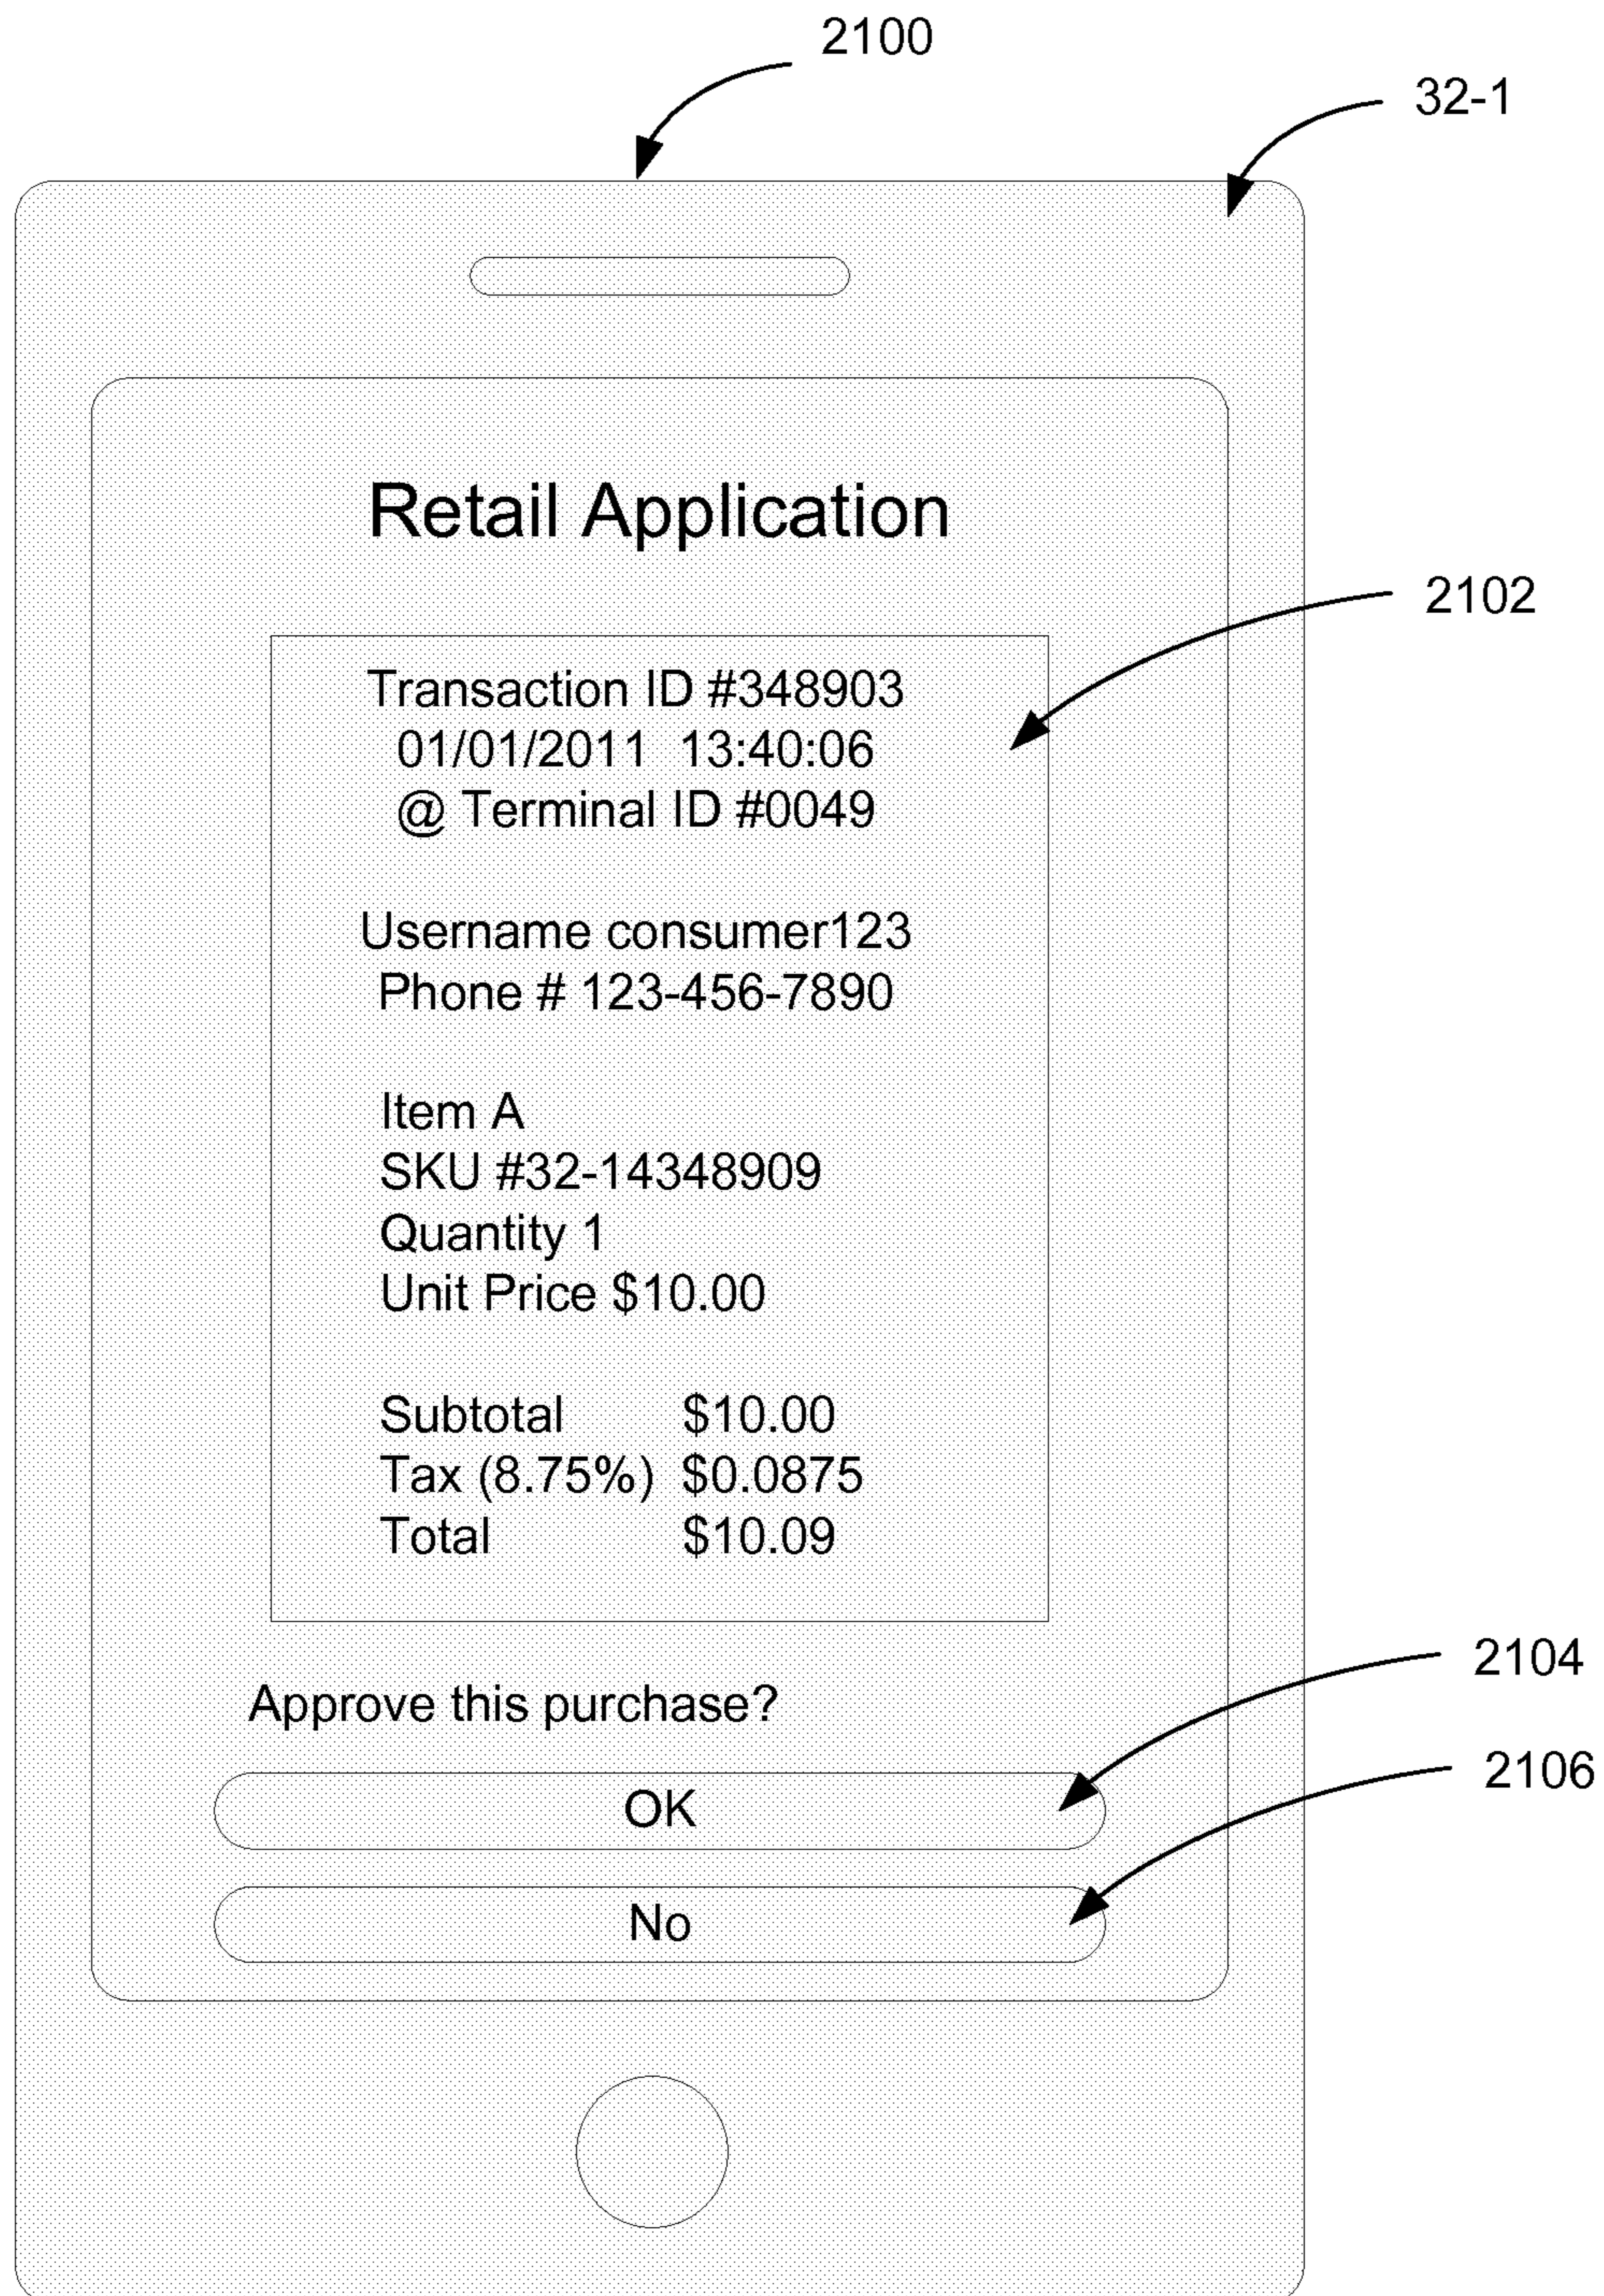 2100
32-1
Retail Application
2102
Transaction ID #348903
01/01/2011 13:40:06
@ Terminal ID #0049
Username consumer123
Phone # 123-456-7890
Item A
SKU #32-14348909
Quantity 1
Unit Price $10.00
Subtotal $10.00
Tax (8.75%) $0.0875
Total $10.09
2104
Approve this purchase?
2106
OK
No